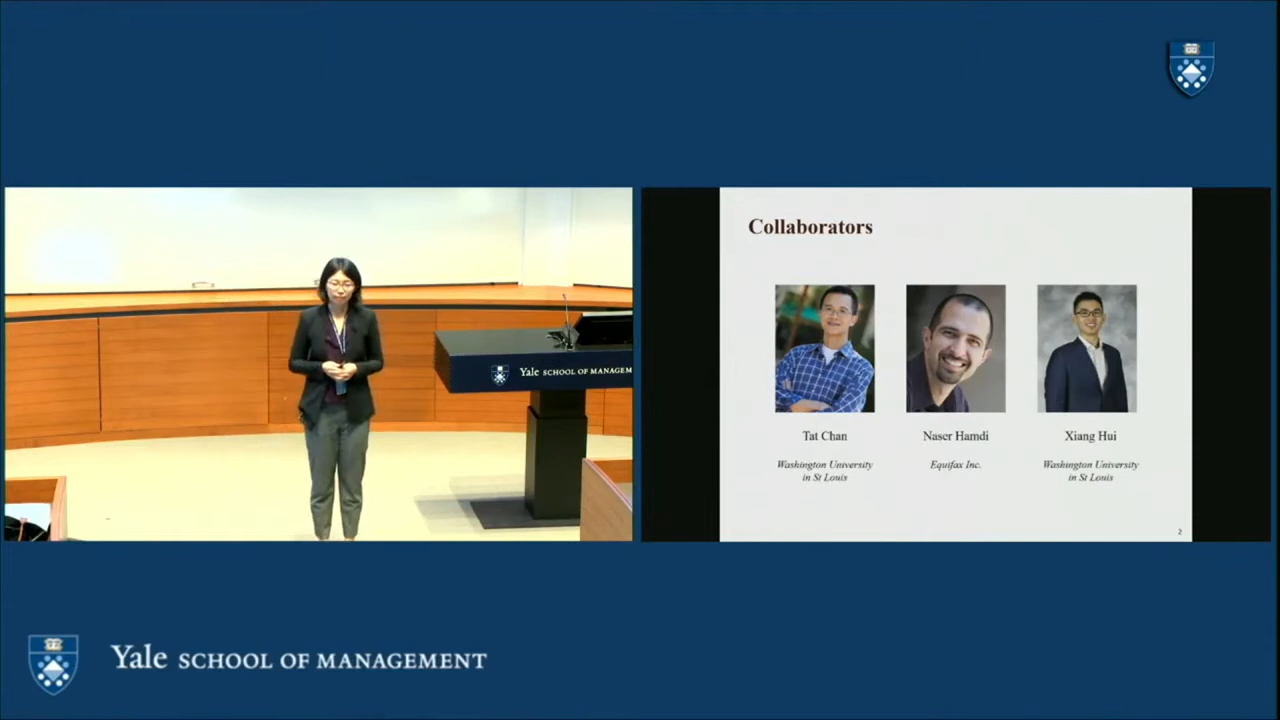 Yale SCHOOL OF MANAGEM
Collaborators
Tat Chan
Washington University
in St Louis
Naser Hamdi
Equifax Inc.
Xiang Hui
Washington University
in St Louis
2
Yale SCHOOL OF MANAGEMENT